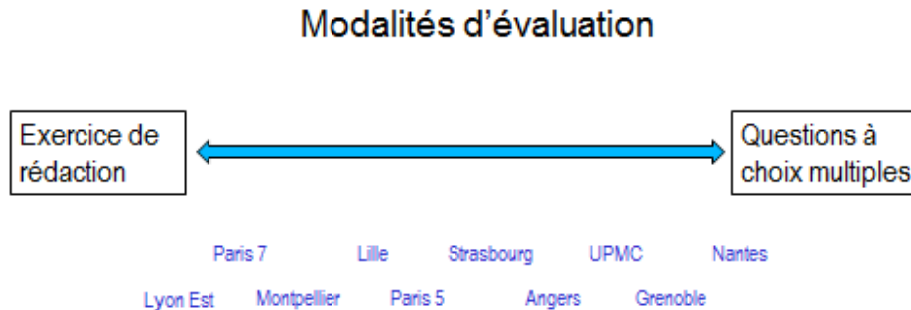 Modalités d'évaluation
Exercice de
rédaction
Questions à
choix multiples
Paris 7 Lille Strasbourg UPMC Nantes
Lyon Est Montpellier Paris 5 Angers Grenoble